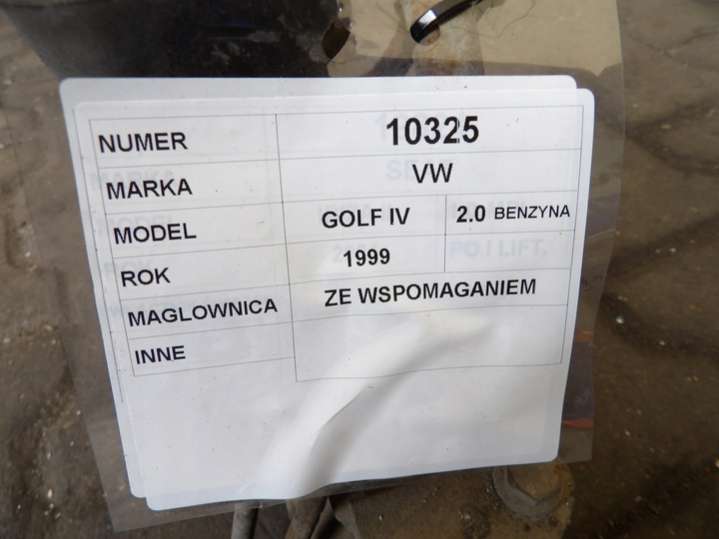 NUMER 10325
MARKA VW
MODEL GOLF IV 2.0 BENZYNA
ROK 1999
MAGLOWNICA ZE WSPOMAGANIEM
INNE